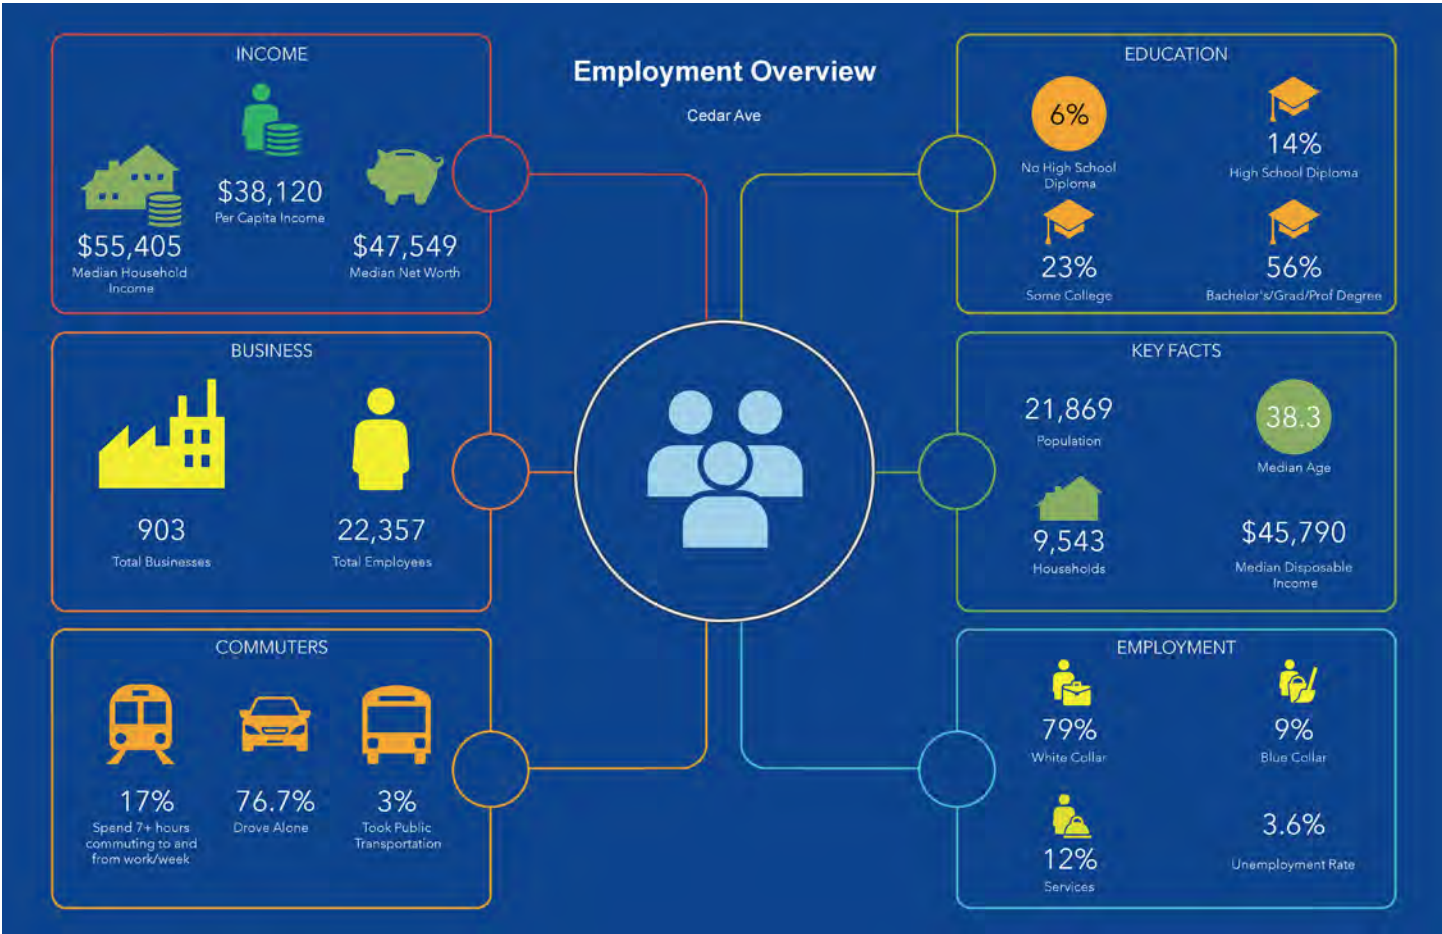 Employment Overview
Cedar Ave
INCOME
$38,120
Per Capita Income
$55,405
Median Household
Income
$47,549
Median Net Worth
EDUCATION
6%
No High School
Diploma
14%
High School Diploma
23%
Some College
56%
Bachelor's/Grad/Prof Degree
BUSINESS
903
Total Businesses
22,357
Total Employees
KEY FACTS
21,869
Population
38.3
Median Age
9,543
Households
$45,790
Median Disposable
Income
COMMUTERS
17%
Spend 7+ hours
commuting to and
from work/week
76.7%
Drove Alone
3%
Took Public
Transportation
EMPLOYMENT
79%
White Collar
9%
Blue Collar
12%
Services
3.6%
Unemployment Rate